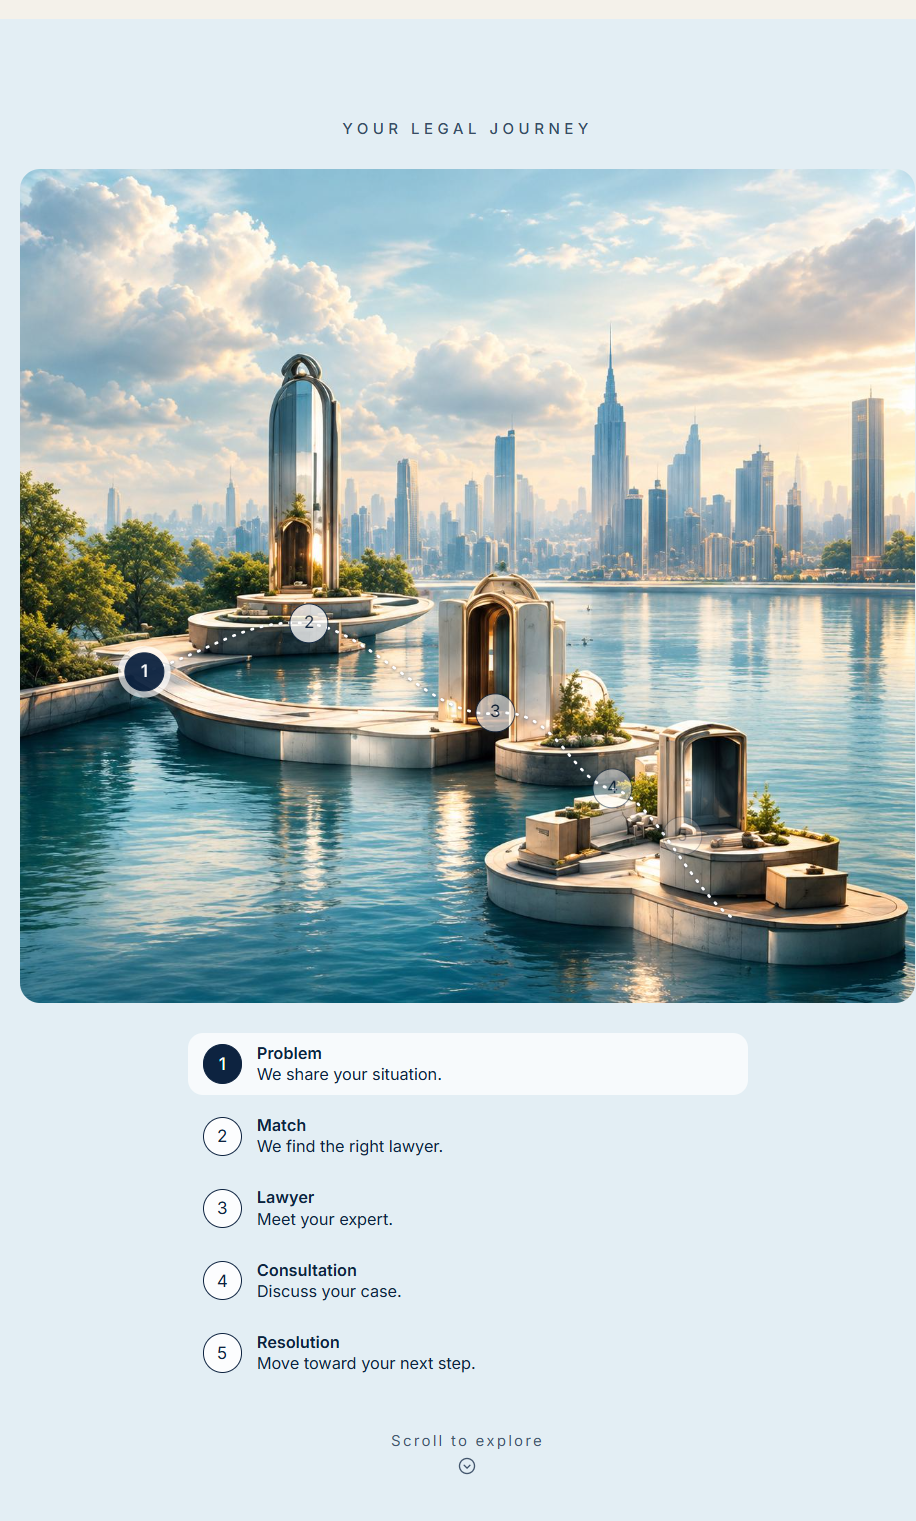 YOUR LEGAL JOURNEY
1
2
3
4
5
1
Problem
We share your situation.
2
Match
We find the right lawyer.
3
Lawyer
Meet your expert.
4
Consultation
Discuss your case.
5
Resolution
Move toward your next step.
Scroll to explore